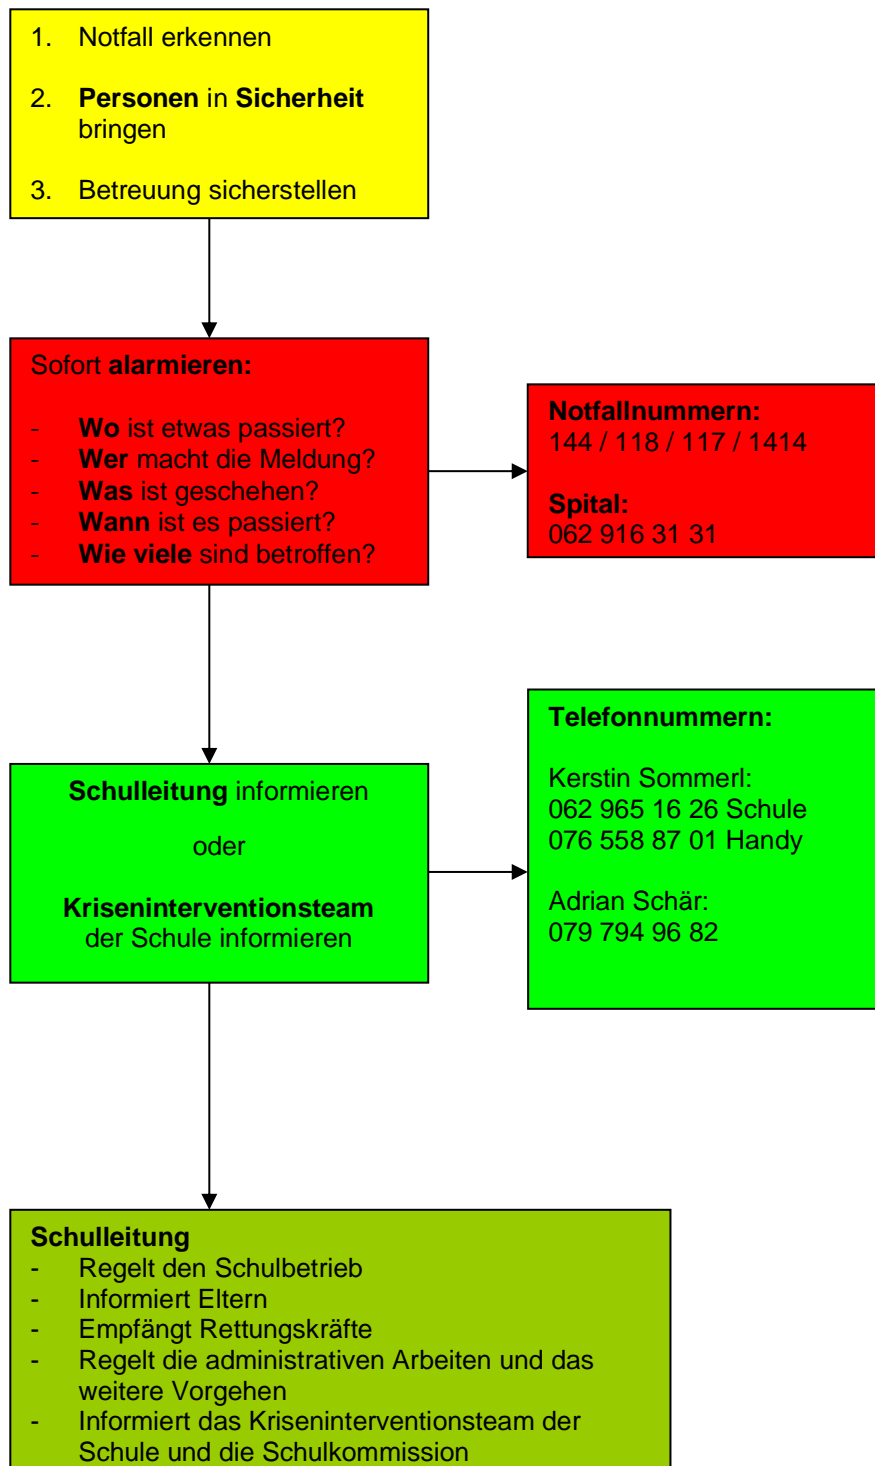 1. Notfall erkennen
2. Personen in Sicherheit
bringen
3. Betreuung sicherstellen
Sofort alarmieren:
- Wo ist etwas passiert?
- Wer macht die Meldung?
- Was ist geschehen?
- Wann ist es passiert?
- Wie viele sind betroffen?
Notfallnummern:
144 / 118 / 117 / 1414
Spital:
062 916 31 31
Schulleitung informieren
oder
Kriseninterventionsteam
der Schule informieren
Telefonnummern:
Kerstin Sommerl:
062 965 16 26 Schule
076 558 87 01 Handy
Adrian Schär:
079 794 96 82
Schulleitung
- Regelt den Schulbetrieb
- Informiert Eltern
- Empfängt Rettungskräfte
- Regelt die administrativen Arbeiten und das
weitere Vorgehen
- Informiert das Kriseninterventionsteam der
Schule und die Schulkommission